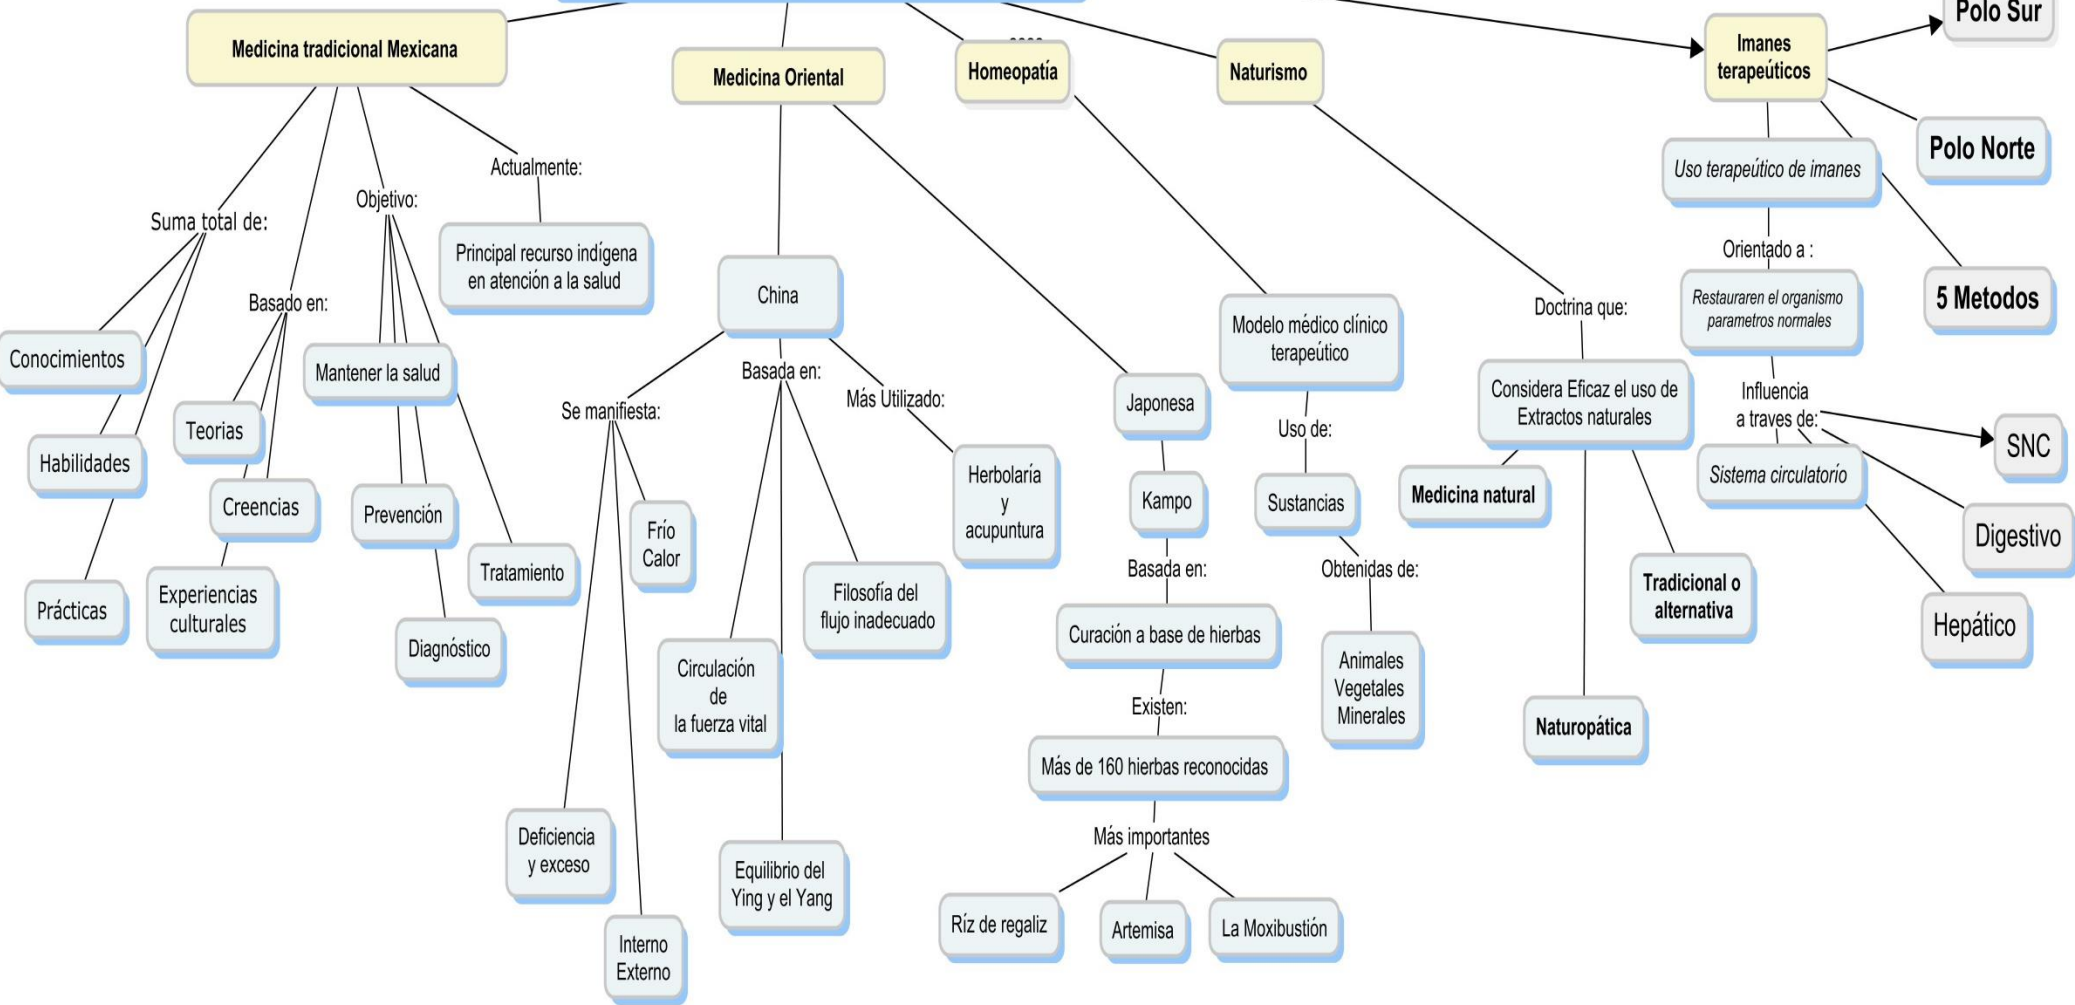 Polo Sur
Medicina tradicional Mexicana
Medicina Oriental
Homeopatía
Naturismo
Imanes
terapeúticos
Polo Norte
5 Metodos
Actualmente:
Principal recurso indígena
en atención a la salud
Objetivo:
Suma total de:
Basado en:
Conocimientos
Habilidades
Prácticas
Teorias
Creencias
Experiencias
culturales
Mantener la salud
Prevención
Tratamiento
Diagnóstico
China
Se manifiesta:
Basada en:
Más Utilizado:
Frío
Calor
Deficiencia
y exceso
Interno
Externo
Circulación
de
la fuerza vital
Equilibrio del
Ying y el Yang
Filosofía del
flujo inadecuado
Herbolaría
y
acupuntura
Japonesa
Kampo
Basada en:
Curación a base de hierbas
Existen:
Más de 160 hierbas reconocidas
Más importantes
Ríz de regaliz
Artemisa
La Moxibustión
Modelo médico clínico
terapeútico
Uso de:
Sustancias
Obtenidas de:
Animales
Vegetales
Minerales
Doctrina que:
Considera Eficaz el uso de
Extractos naturales
Medicina natural
Naturopática
Tradicional o
alternativa
Uso terapeútico de imanes
Orientado a :
Restauraren el organismo
parametros normales
Influencia
a traves de:
Sistema circulatorío
SNC
Digestivo
Hepático